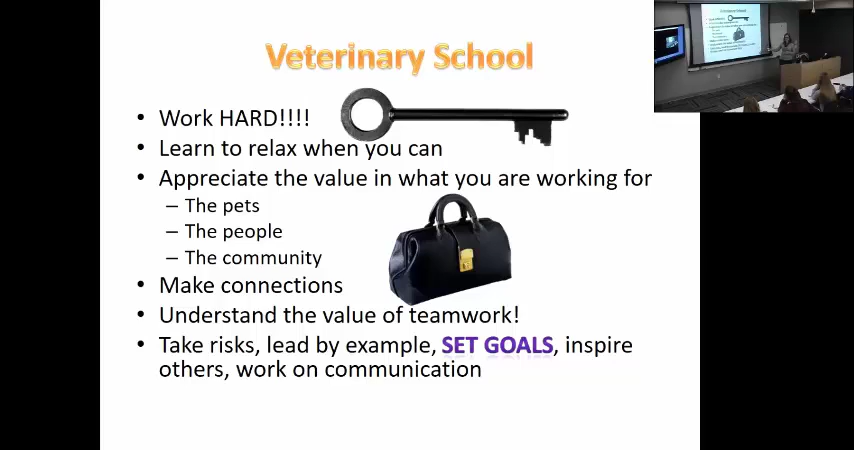 Veterinary School
• Work HARD!!!!
• Learn to relax when you can
• Appreciate the value in what you are working for
– The pets
– The people
– The community
• Make connections
• Understand the value of teamwork!
• Take risks, lead by example, SET GOALS, inspire
others, work on communication